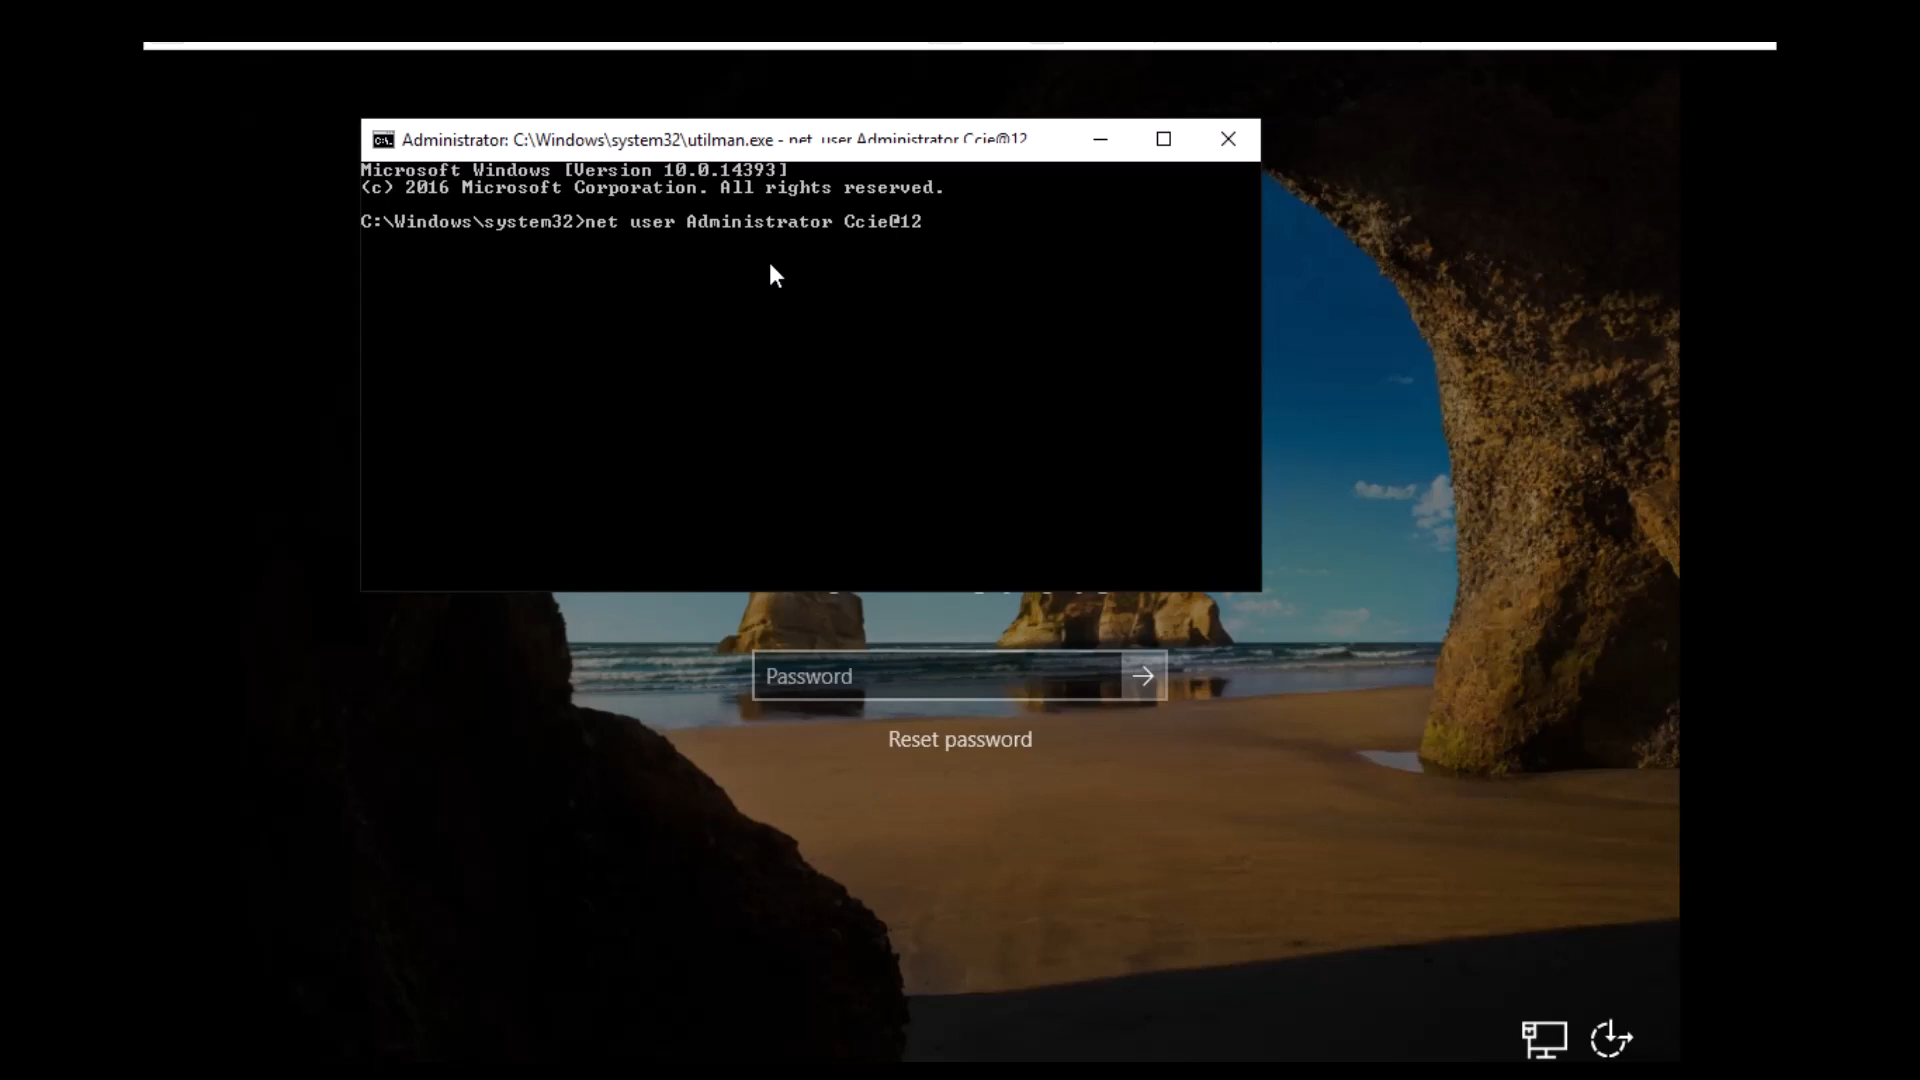 Administrator: C:\Windows\system32\utilman.exe - net user Administrator Ccie@12
Microsoft Windows [Version 10.0.14393]
(c) 2016 Microsoft Corporation. All rights reserved.
C:\Windows\system32>net user Administrator Ccie@12
Password
Reset password